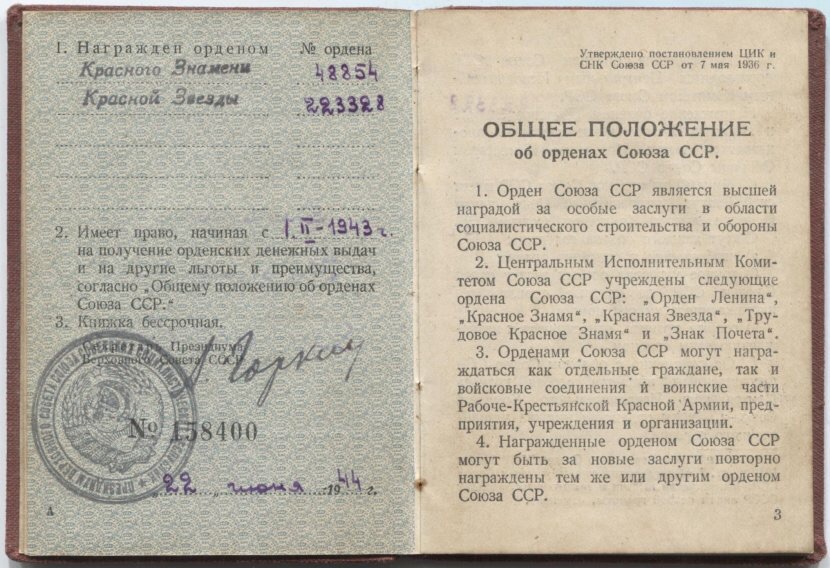 1. Награжден орденом № ордена
Красного Знамени 48854
Красной Звезды 223328
2. Имеет право, начиная с 1.II-1943 г.
на получение орденских денежных выдач
и на другие льготы и преимущества,
согласно „Общему положению об орденах
Союза ССР.“
3. Книжка бессрочная.
Секретарь Президиума
Верховного Совета СССР
А. Горкин
№ 158400
„22„ июня 1944 г.
А
Утверждено постановлением ЦИК и
СНК Союза ССР от 7 мая 1936 г.
ОБЩЕЕ ПОЛОЖЕНИЕ
об орденах Союза ССР.
1. Орден Союза ССР является высшей
наградой за особые заслуги в области
социалистического строительства и обороны
Союза ССР.
2. Центральным Исполнительным Коми-
тетом Союза ССР учреждены следующие
ордена Союза ССР: „Орден Ленина“,
„Красное Знамя“, „Красная Звезда“, „Тру-
довое Красное Знамя“ и „Знак Почета“.
3. Орденами Союза ССР могут награ-
ждаться как отдельные граждане, так и
войсковые соединения и воинские части
Рабоче-Крестьянской Красной Армии, пред-
приятия, учреждения и организации.
4. Награжденные орденом Союза ССР
могут быть за новые заслуги повторно
награждены тем же или другим орденом
Союза ССР.
3